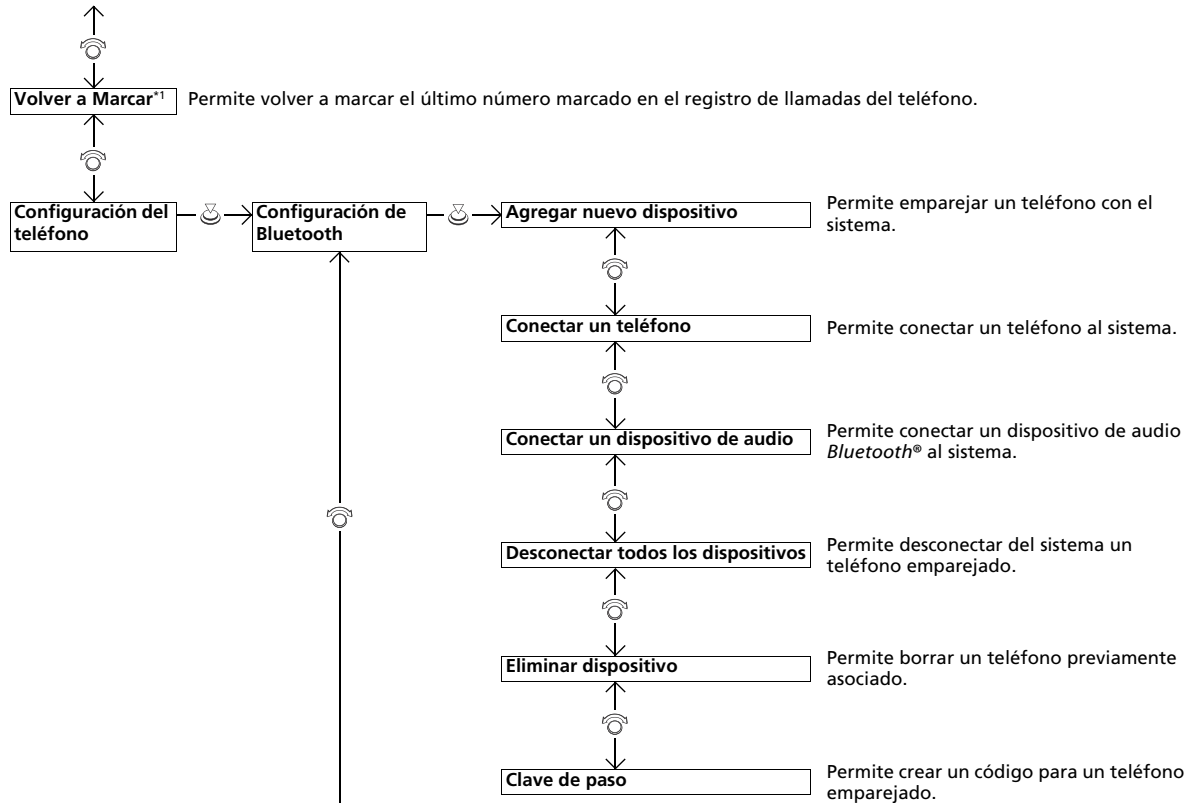 Volver a Marcar*1
Permite volver a marcar el último número marcado en el registro de llamadas del teléfono.
Configuración del
teléfono
Configuración de
Bluetooth
Agregar nuevo dispositivo
Permite emparejar un teléfono con el
sistema.
Conectar un teléfono
Permite conectar un teléfono al sistema.
Conectar un dispositivo de audio
Permite conectar un dispositivo de audio
Bluetooth® al sistema.
Desconectar todos los dispositivos
Permite desconectar del sistema un
teléfono emparejado.
Eliminar dispositivo
Permite borrar un teléfono previamente
asociado.
Clave de paso
Permite crear un código para un teléfono
emparejado.